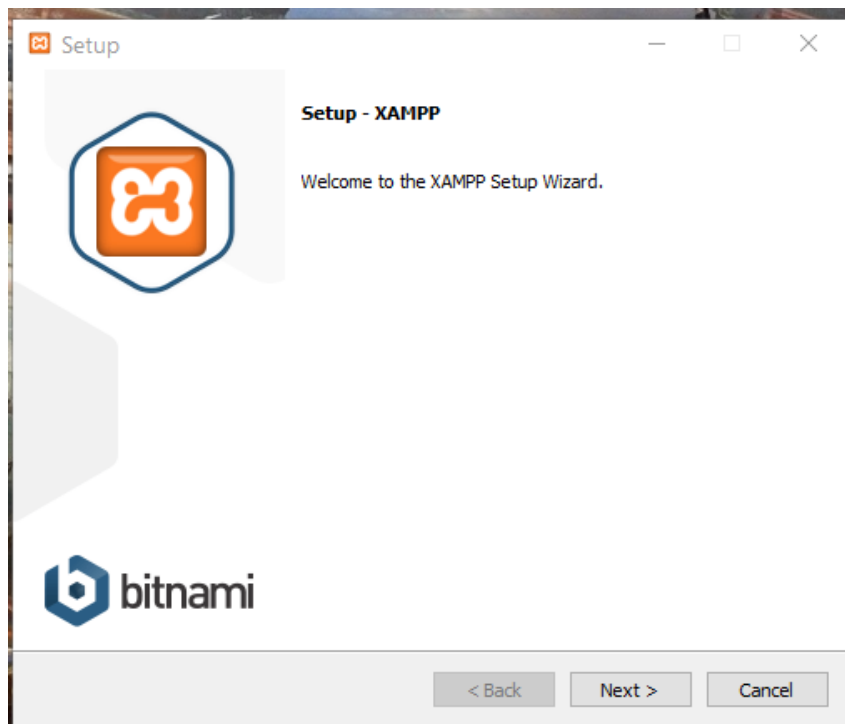 Setup
Setup - XAMPP
Welcome to the XAMPP Setup Wizard.
bitnami
< Back Next > Cancel